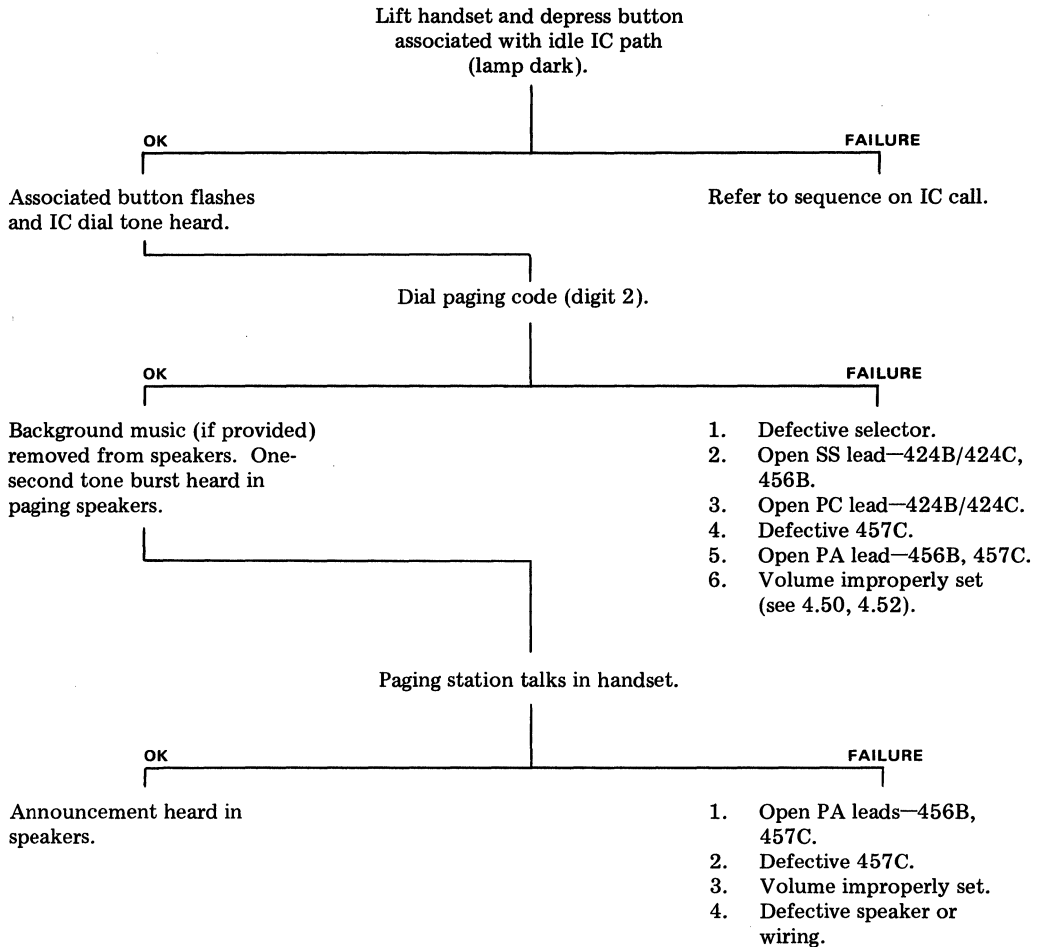 Lift handset and depress button
associated with idle IC path
(lamp dark).
OK
FAILURE
Associated button flashes
and IC dial tone heard.
Refer to sequence on IC call.
Dial paging code (digit 2).
OK
FAILURE
Background music (if provided)
removed from speakers. One-
second tone burst heard in
paging speakers.
1. Defective selector.
2. Open SS lead—424B/424C,
456B.
3. Open PC lead—424B/424C.
4. Defective 457C.
5. Open PA lead—456B, 457C.
6. Volume improperly set
(see 4.50, 4.52).
Paging station talks in handset.
OK
FAILURE
Announcement heard in
speakers.
1. Open PA leads—456B,
457C.
2. Defective 457C.
3. Volume improperly set.
4. Defective speaker or
wiring.